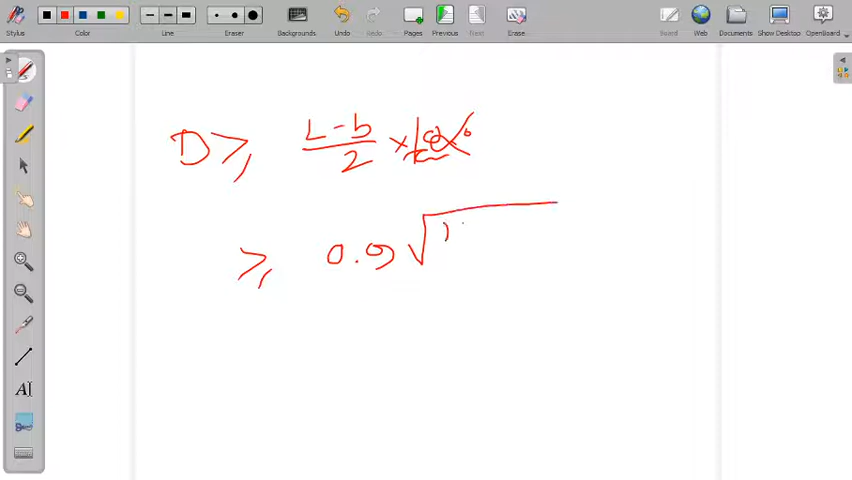 Stylus Color Line Eraser Backgrounds Undo Redo Pages Previous Next Erase Board Web Documents Show Desktop OpenBoard
D ≥ L - b / 2 ×
≥ 0.9 √
A